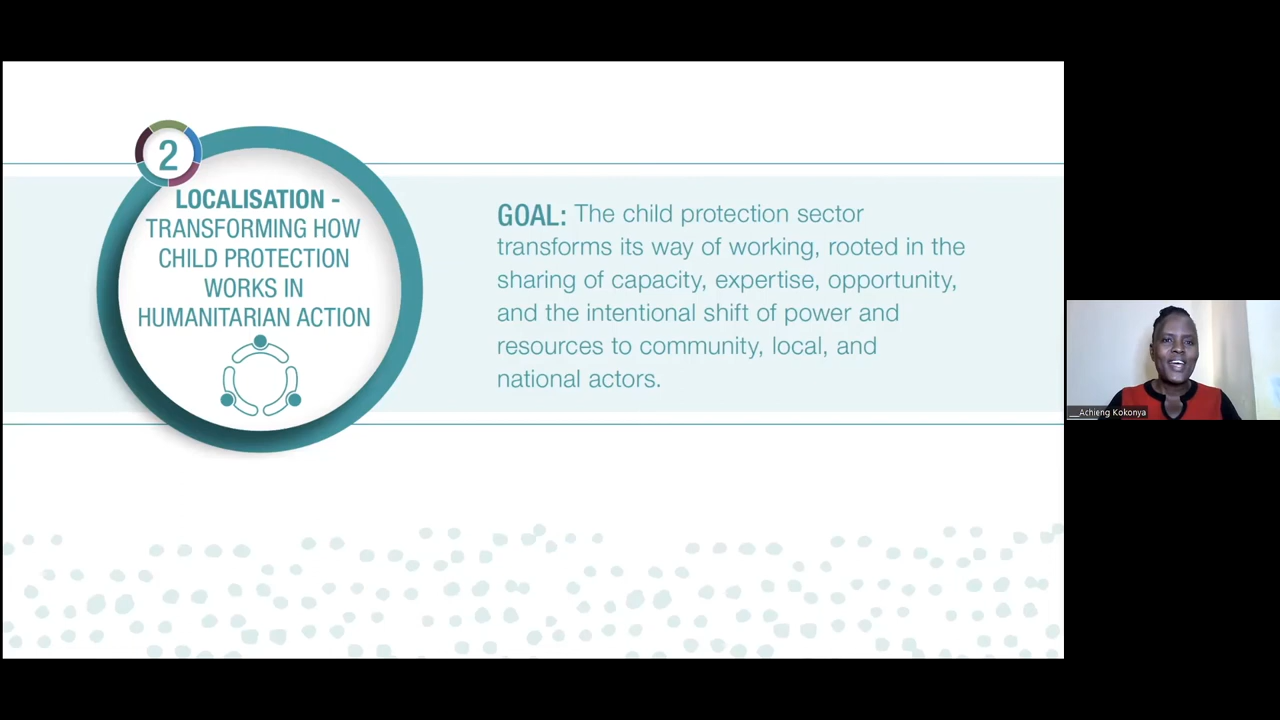 2
LOCALISATION -
TRANSFORMING HOW
CHILD PROTECTION
WORKS IN
HUMANITARIAN ACTION
GOAL: The child protection sector
transforms its way of working, rooted in the
sharing of capacity, expertise, opportunity,
and the intentional shift of power and
resources to community, local, and
national actors.
__Achieng Kokonya